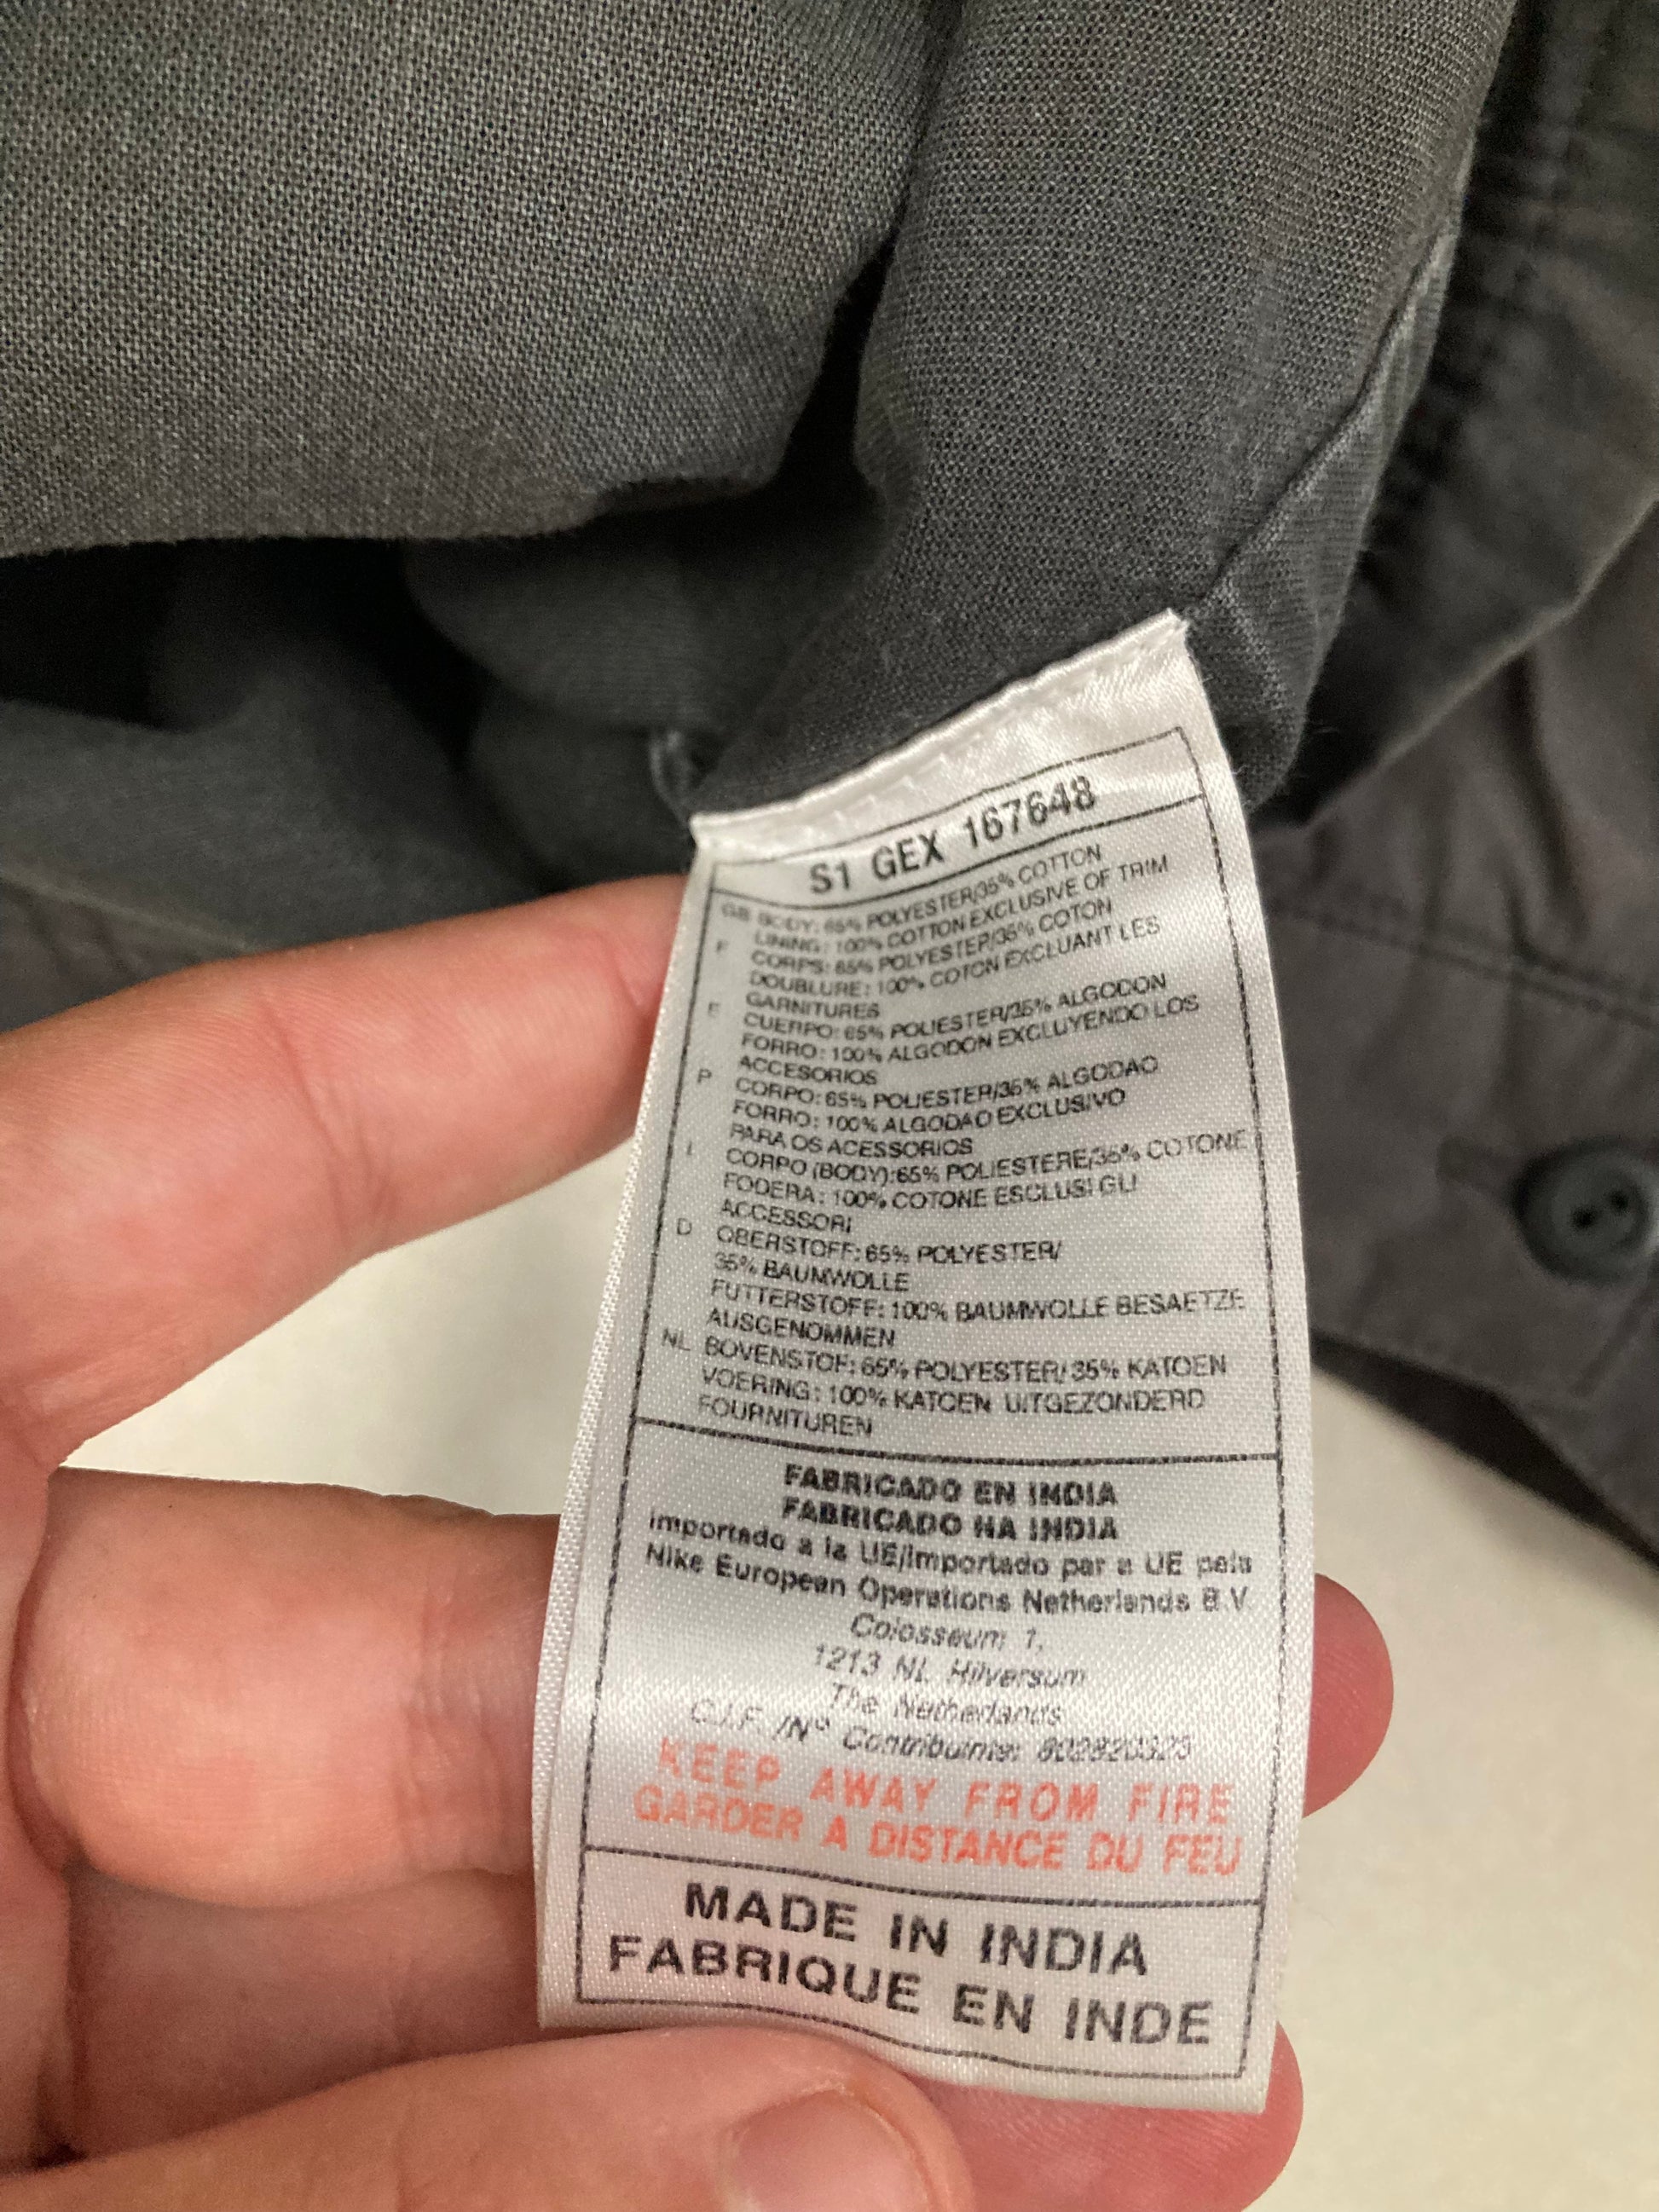 S1 GEX 167648
GB BODY: 65% POLYESTER/35% COTTON
LINING: 100% COTTON EXCLUSIVE OF TRIM
F CORPS: 65% POLYESTER/35% COTON
DOUBLURE: 100% COTON EXCLUANT LES
GARNITURES
E CUERPO: 65% POLIESTER/35% ALGODON
FORRO: 100% ALGODON EXCLUYENDO LOS
ACCESORIOS
P CORPO: 65% POLIESTER/35% ALGODAO
FORRO: 100% ALGODAO EXCLUSIVO
PARA OS ACESSORIOS
I CORPO (BODY):65% POLIESTERE/35% COTONE
FODERA: 100% COTONE ESCLUSI GLI
ACCESSORI
D OBERSTOFF: 65% POLYESTER/
35% BAUMWOLLE
FUTTERSTOFF: 100% BAUMWOLLE BESAETZE
AUSGENOMMEN
NL BOVENSTOF: 65% POLYESTER/35% KATOEN
VOERING: 100% KATOEN UITGEZONDERD
FOURNITUREN
FABRICADO EN INDIA
FABRICADO NA INDIA
Importado a la UE/Importado par a UE pela
Nike European Operations Netherlands B.V.
Colosseum 1,
1213 NL Hilversum
The Netherlands
C.I.F. /Nº Contribuinte:
KEEP AWAY FROM FIRE
GARDER A DISTANCE DU FEU
MADE IN INDIA
FABRIQUE EN INDE